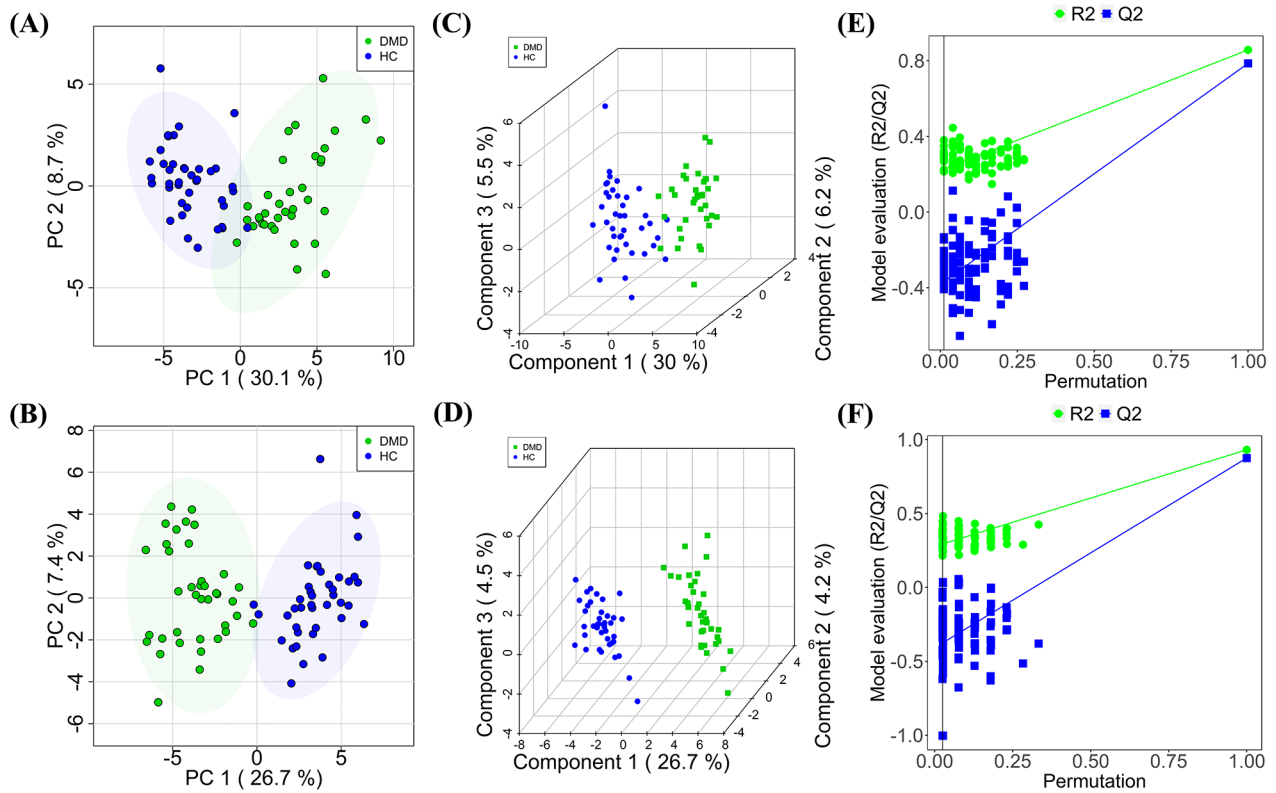 (A)
DMD
HC
5
0
-5
PC 2 ( 8.7 %)
-5
0
5
10
PC 1 ( 30.1 %)
(C)
DMD
HC
6
4
2
0
-2
-4
Component 3 ( 5.5 %)
-10
-5
0
5
10
Component 1 ( 30 %)
-4
-2
0
2
4
Component 2 ( 6.2 %)
(E)
R2
Q2
0.8
0.4
0.0
-0.4
Model evaluation (R2/Q2)
0.00
0.25
0.50
0.75
1.00
Permutation
(B)
DMD
HC
8
6
4
2
0
-2
-4
-6
PC 2 ( 7.4 %)
-5
0
5
PC 1 ( 26.7 %)
(D)
DMD
HC
6
4
2
0
-2
-4
Component 3 ( 4.5 %)
-8
-6
-4
-2
0
2
4
6
8
Component 1 ( 26.7 %)
-4
-2
0
2
4
6
Component 2 ( 4.2 %)
(F)
R2
Q2
1.0
0.5
0.0
-0.5
-1.0
Model evaluation (R2/Q2)
0.00
0.25
0.50
0.75
1.00
Permutation